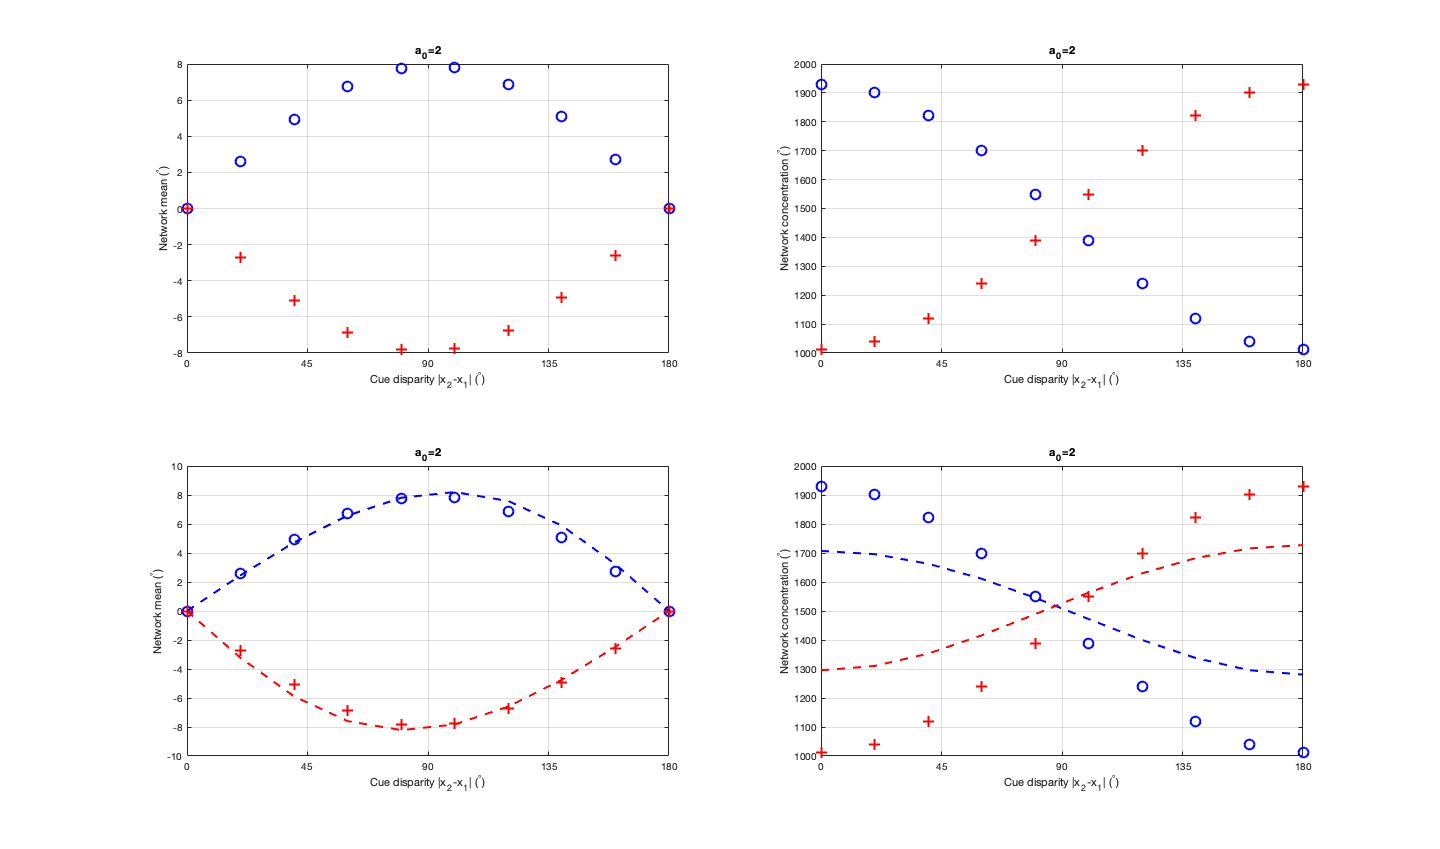 a0=2
8
6
4
2
0
-2
-4
-6
-8
Network mean (°)
0 45 90 135 180
Cue disparity |x2-x1| (°)
a0=2
2000
1900
1800
1700
1600
1500
1400
1300
1200
1100
1000
Network concentration (°)
0 45 90 135 180
Cue disparity |x2-x1| (°)
a0=2
10
8
6
4
2
0
-2
-4
-6
-8
-10
Network mean (°)
0 45 90 135 180
Cue disparity |x2-x1| (°)
a0=2
2000
1900
1800
1700
1600
1500
1400
1300
1200
1100
1000
Network concentration (°)
0 45 90 135 180
Cue disparity |x2-x1| (°)